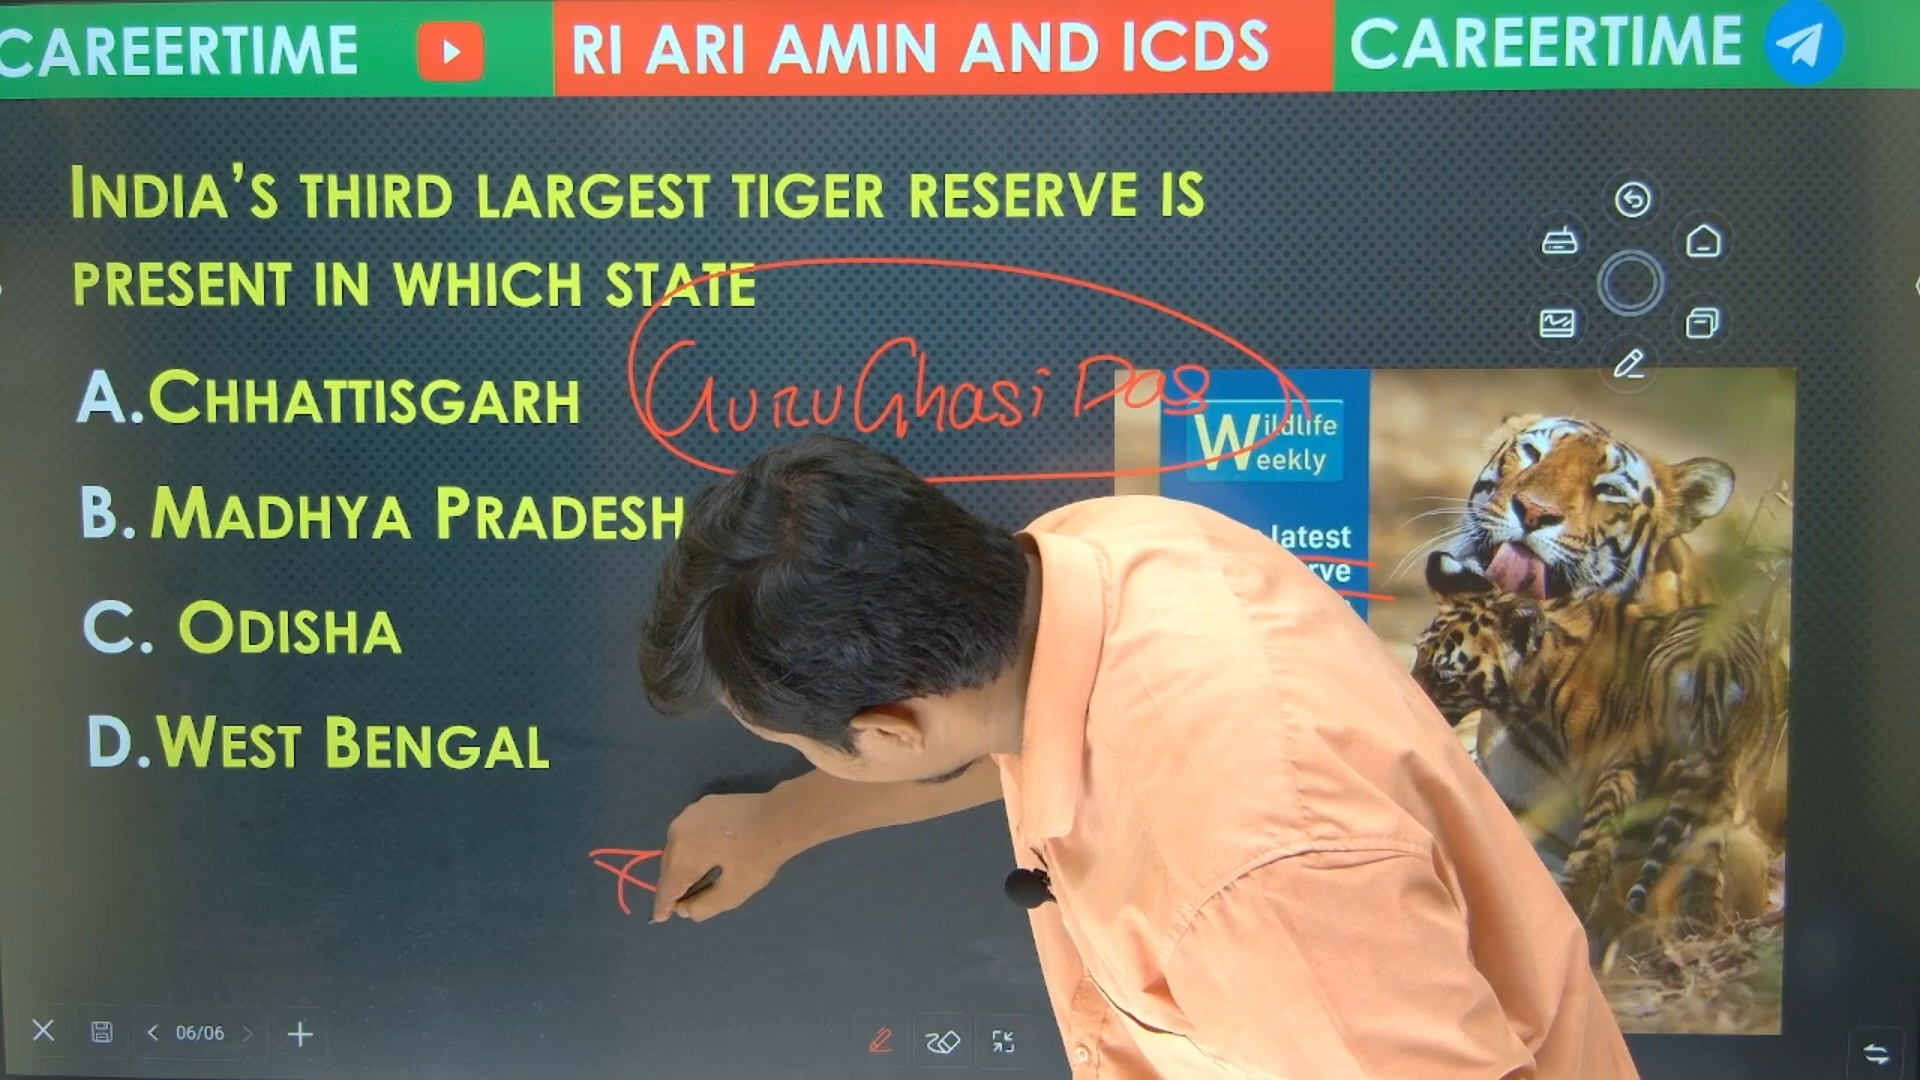 CAREERTIME RI ARI AMIN AND ICDS CAREERTIME
INDIA'S THIRD LARGEST TIGER RESERVE IS
PRESENT IN WHICH STATE
A. CHHATTISGARH
Guru Ghasi Das
B. MADHYA PRADESH
C. ODISHA
D. WEST BENGAL
Wildlife
Weekly
latest
06/06